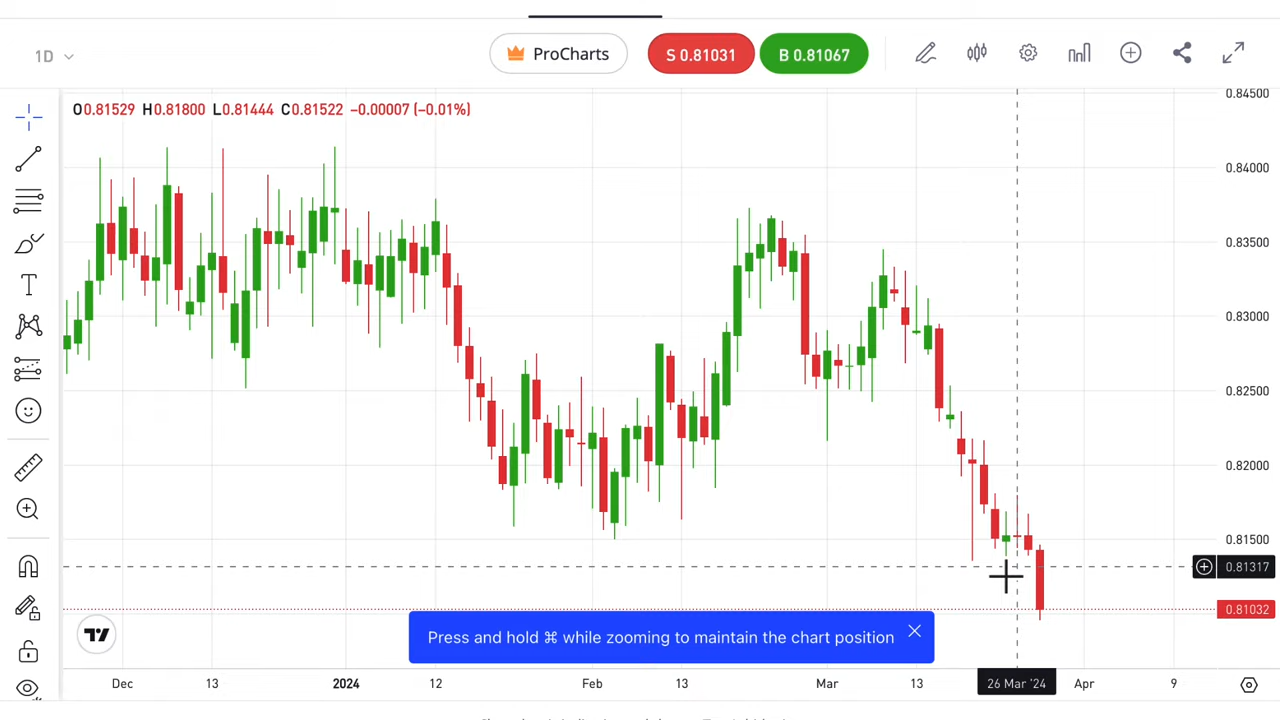 1D
ProCharts
S 0.81031
B 0.81067
O0.81529 H0.81800 L0.81444 C0.81522 −0.00007 (−0.01%)
0.84500
0.84000
0.83500
0.83000
0.82500
0.82000
0.81500
0.81317
0.81032
Press and hold ⌘ while zooming to maintain the chart position
Dec
13
2024
12
Feb
13
Mar
13
26 Mar '24
Apr
9